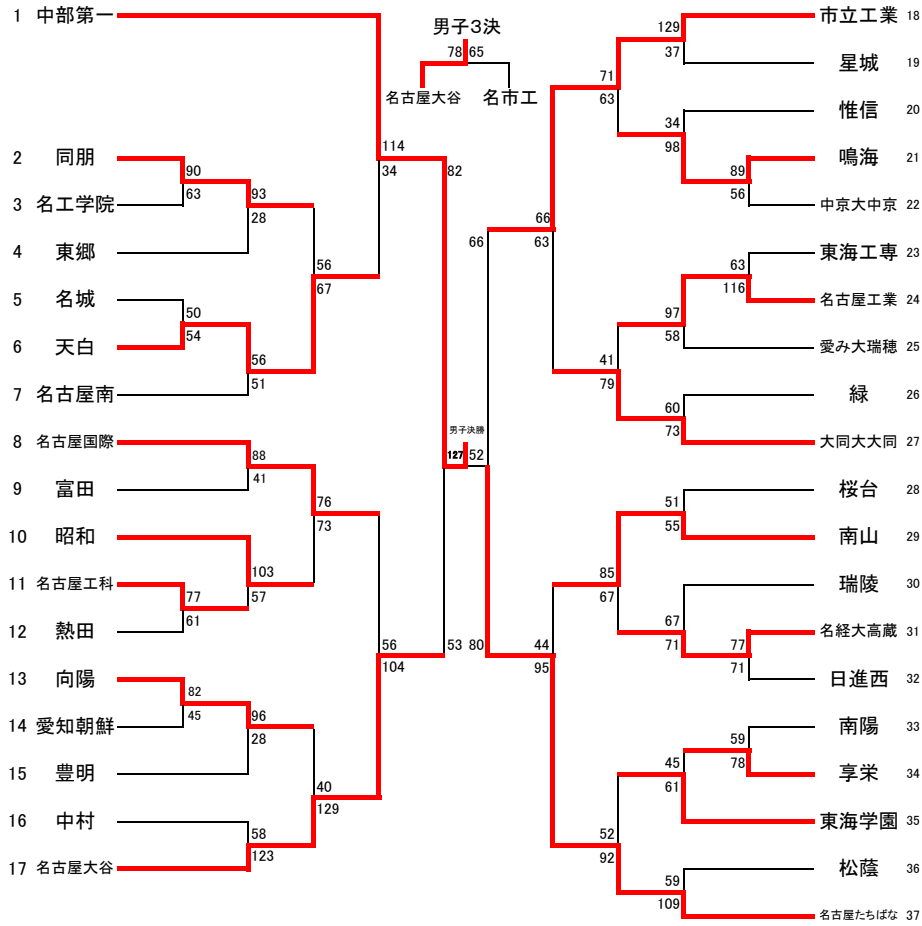 1 中部第一
男子3決
78 65
名古屋大谷 名市工
114
34
82
2 同朋
90
63
3 名工学院
93
28
4 東郷
56
67
5 名城
50
54
6 天白
56
51
7 名古屋南
8 名古屋国際
88
41
9 富田
76
73
10 昭和
103
57
11 名古屋工科
77
61
12 熱田
56
104
53
13 向陽
82
45
14 愛知朝鮮
96
28
15 豊明
40
129
16 中村
58
123
17 名古屋大谷
男子決勝
127 52
市立工業 18
129
37
星城 19
71
63
惟信 20
34
98
鳴海 21
89
56
中京大中京 22
66
63
66
東海工専 23
63
116
名古屋工業 24
97
58
愛み大瑞穂 25
41
79
緑 26
60
73
大同大大同 27
桜台 28
51
55
南山 29
85
67
瑞陵 30
67
71
名経大高蔵 31
77
71
日進西 32
80
44
95
南陽 33
59
78
享栄 34
45
61
東海学園 35
52
92
松蔭 36
59
109
名古屋たちばな 37